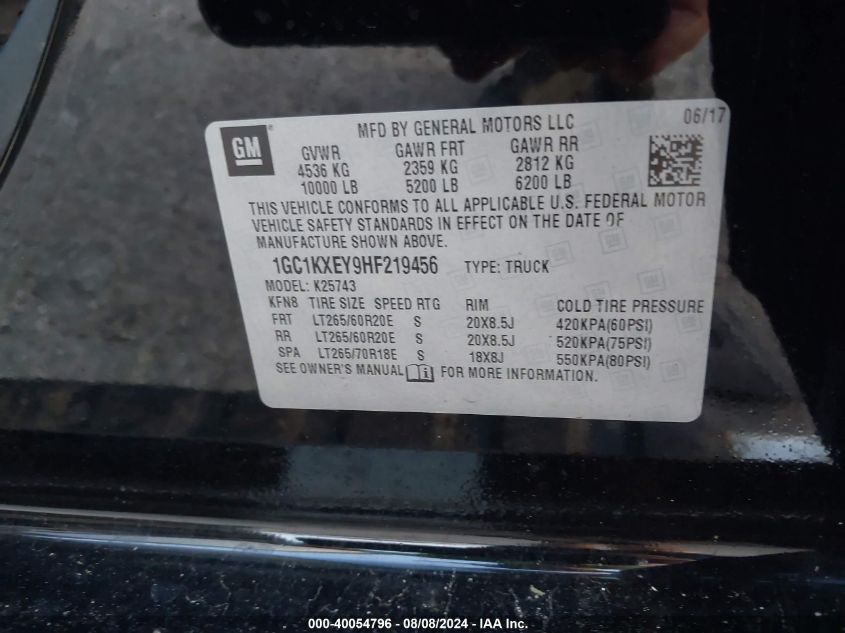 GM
MFD BY GENERAL MOTORS LLC
06/17
GVWR GAWR FRT GAWR RR
4536 KG 2359 KG 2812 KG
10000 LB 5200 LB 6200 LB
THIS VEHICLE CONFORMS TO ALL APPLICABLE U.S. FEDERAL MOTOR
VEHICLE SAFETY STANDARDS IN EFFECT ON THE DATE OF
MANUFACTURE SHOWN ABOVE.
1GC1KXEY9HF219456 TYPE: TRUCK
MODEL: K25743
KFN8 TIRE SIZE SPEED RTG RIM COLD TIRE PRESSURE
FRT LT265/60R20E S 20X8.5J 420KPA(60PSI)
RR LT265/60R20E S 20X8.5J 520KPA(75PSI)
SPA LT265/70R18E S 18X8J 550KPA(80PSI)
SEE OWNER'S MANUAL FOR MORE INFORMATION.
000-40054796 - 08/08/2024 - IAA, Inc.